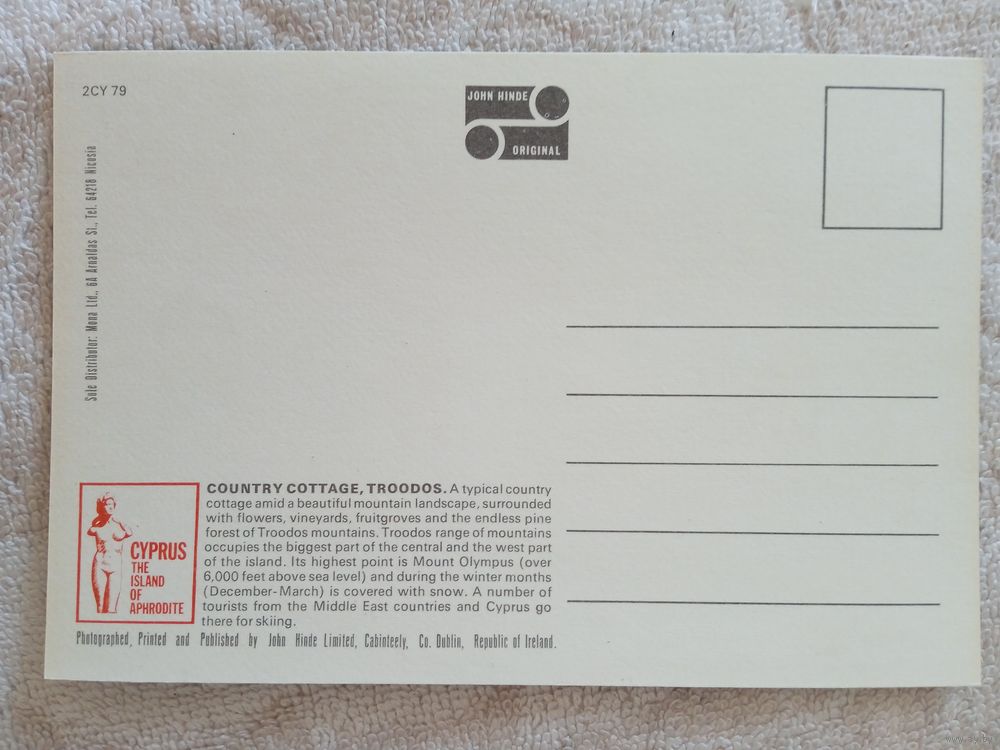 2CY 79
JOHN HINDE
ORIGINAL
Sole Distributor: Mona Ltd., 6A Arnaldas St., Tel. 64218 Nicosia
CYPRUS
THE
ISLAND
OF
APHRODITE
COUNTRY COTTAGE, TROODOS. A typical country
cottage amid a beautiful mountain landscape, surrounded
with flowers, vineyards, fruitgroves and the endless pine
forest of Troodos mountains. Troodos range of mountains
occupies the biggest part of the central and the west part
of the island. Its highest point is Mount Olympus (over
6,000 feet above sea level) and during the winter months
(December-March) is covered with snow. A number of
tourists from the Middle East countries and Cyprus go
there for skiing.
Photographed, Printed and Published by John Hinde Limited, Cabinteely, Co. Dublin, Republic of Ireland.